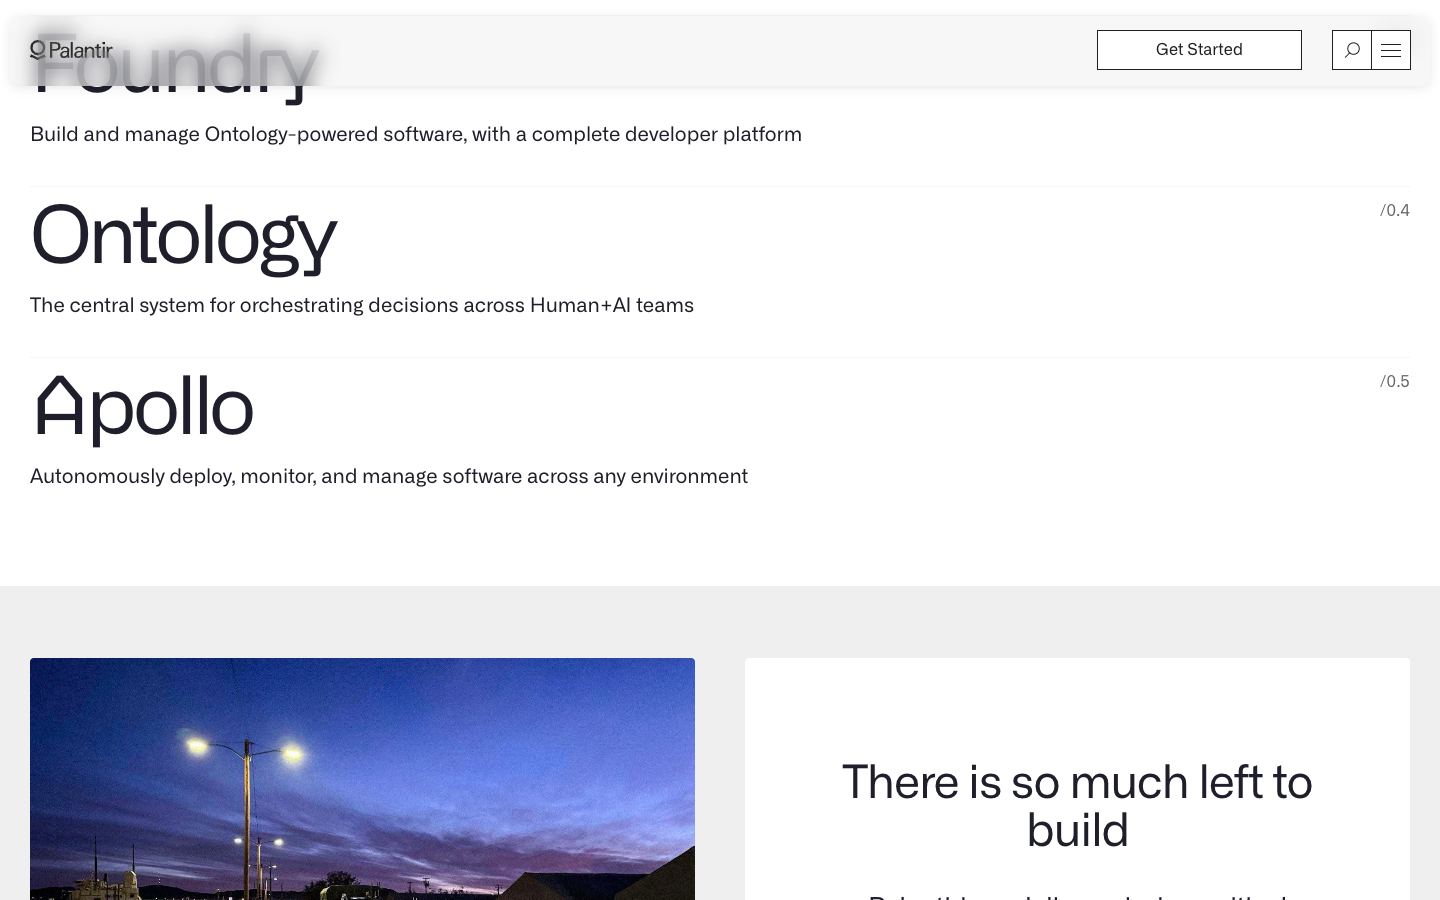 Palantir
Get Started
Foundry
Build and manage Ontology-powered software, with a complete developer platform
Ontology
/0.4
The central system for orchestrating decisions across Human+AI teams
Apollo
/0.5
Autonomously deploy, monitor, and manage software across any environment
There is so much left to
build